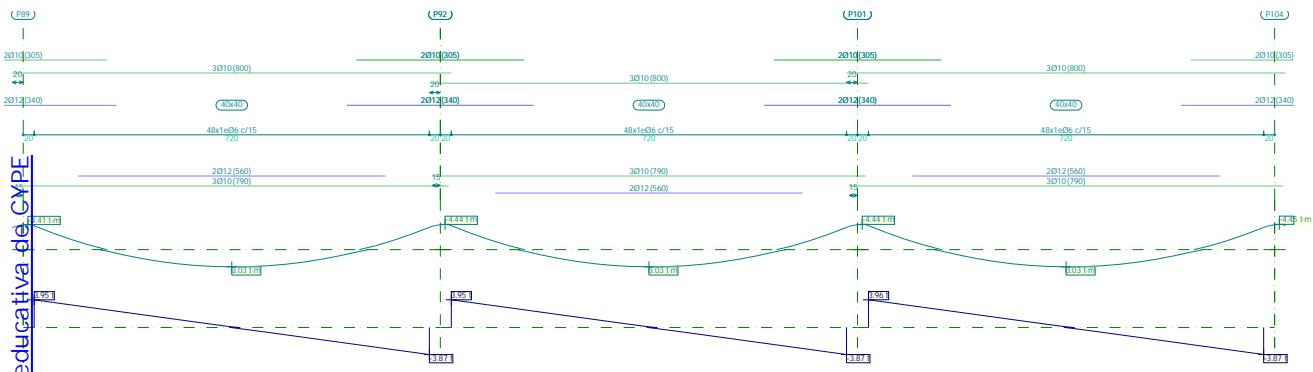 P89 P92 P101 P104
2Ø10(305) 2Ø10(305) 2Ø10(305) 2Ø10(305)
3Ø10(800) 3Ø10(800)
20 3Ø10(800) 20
20
2Ø12(340) 40x40 2Ø12(340) 40x40 2Ø12(340) 40x40 2Ø12(340)
48x1eØ6 c/15 48x1eØ6 c/15 48x1eØ6 c/15
20 720 20 20 720 20 20 720 20
2Ø12(560) 3Ø10(790) 2Ø12(560)
15 3Ø10(790) 15 2Ø12(560) 15 3Ø10(790)
educativa de CYPE
-4.41 t·m -4.44 t·m -4.44 t·m -4.45 t·m
3.03 t·m 3.03 t·m 3.03 t·m
3.95 t 3.95 t 3.96 t
-3.87 t -3.87 t -3.87 t